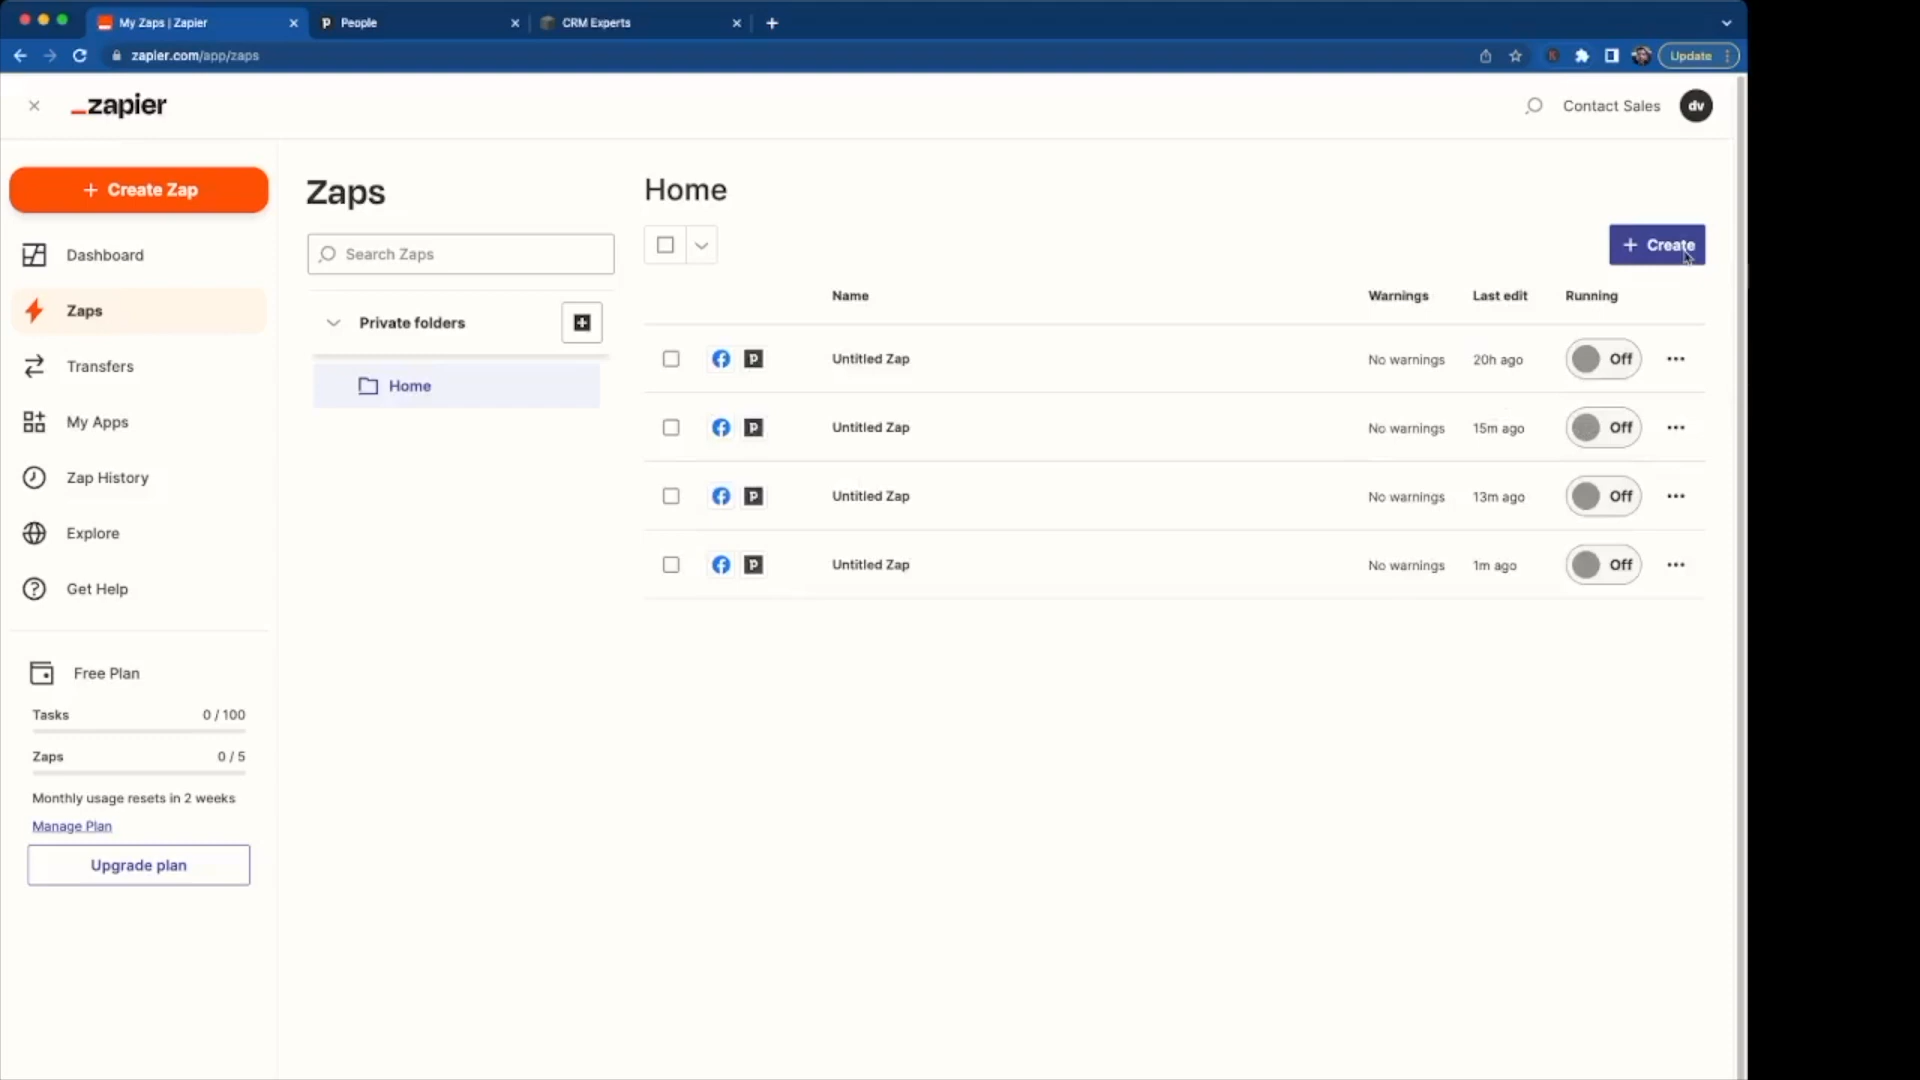 My Zaps | Zapier
People
CRM Experts
zapier.com/app/zaps
Update
zapier
Contact Sales
dv
+ Create Zap
Dashboard
Zaps
Transfers
My Apps
Zap History
Explore
Get Help
Free Plan
Tasks 0 / 100
Zaps 0 / 5
Monthly usage resets in 2 weeks
Manage Plan
Upgrade plan
Zaps
Search Zaps
Private folders
Home
Home
+ Create
Name Warnings Last edit Running
Untitled Zap No warnings 20h ago Off
Untitled Zap No warnings 15m ago Off
Untitled Zap No warnings 13m ago Off
Untitled Zap No warnings 1m ago Off